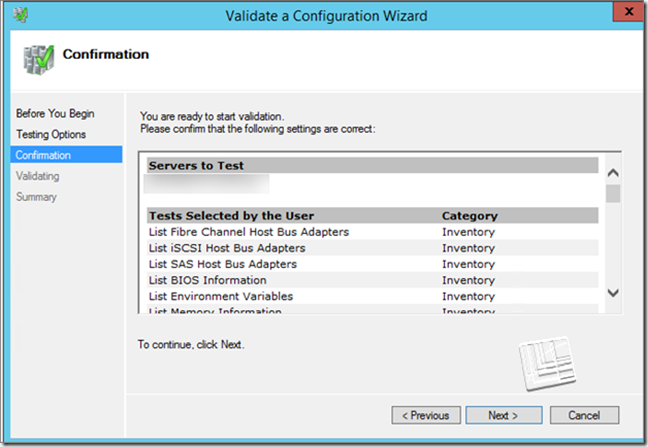 Validate a Configuration Wizard
x
Confirmation
Before You Begin
Testing Options
Confirmation
Validating
Summary
You are ready to start validation.
Please confirm that the following settings are correct:
Servers to Test
Tests Selected by the User Category
List Fibre Channel Host Bus Adapters Inventory
List iSCSI Host Bus Adapters Inventory
List SAS Host Bus Adapters Inventory
List BIOS Information Inventory
List Environment Variables Inventory
List Memory Information Inventory
To continue, click Next.
< Previous Next > Cancel